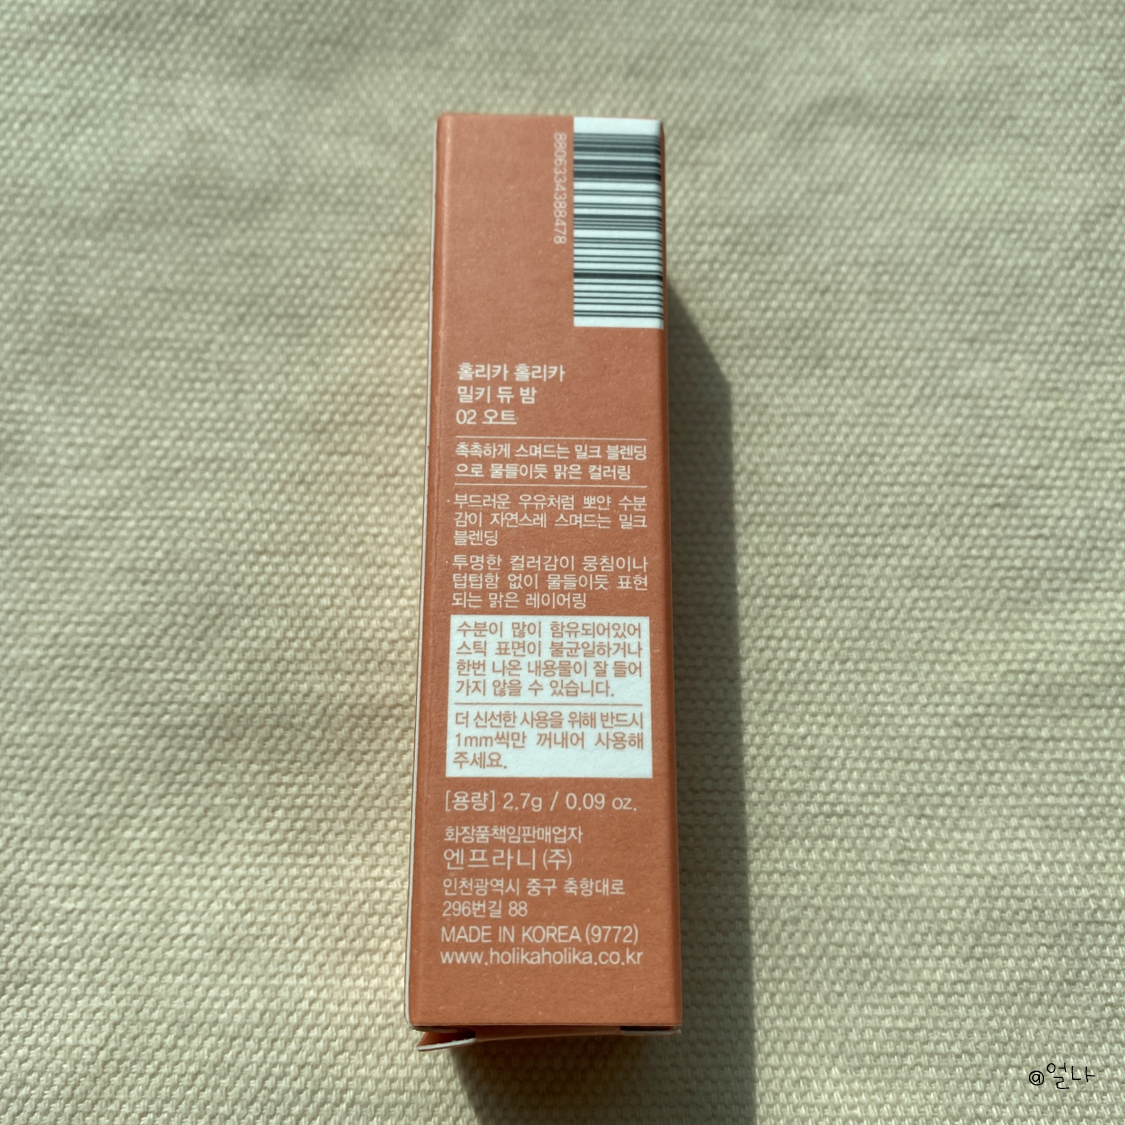 8806334388478
홀리카 홀리카
밀키 듀 밤
02 오트
촉촉하게 스며드는 밀크 블렌딩
으로 물들이듯 맑은 컬러링
·부드러운 우유처럼 뽀얀 수분
감이 자연스레 스며드는 밀크
블렌딩
·투명한 컬러감이 뭉침이나
텁텁함 없이 물들이듯 표현
되는 맑은 레이어링
수분이 많이 함유되어있어
스틱 표면이 불균일하거나
한번 나온 내용물이 잘 들어
가지 않을 수 있습니다.
더 신선한 사용을 위해 반드시
1mm씩만 꺼내어 사용해
주세요.
[용량] 2.7g / 0.09 oz.
화장품책임판매업자
엔프라니(주)
인천광역시 중구 축항대로
296번길 88
MADE IN KOREA (9772)
www.holikaholika.co.kr
@얼냐